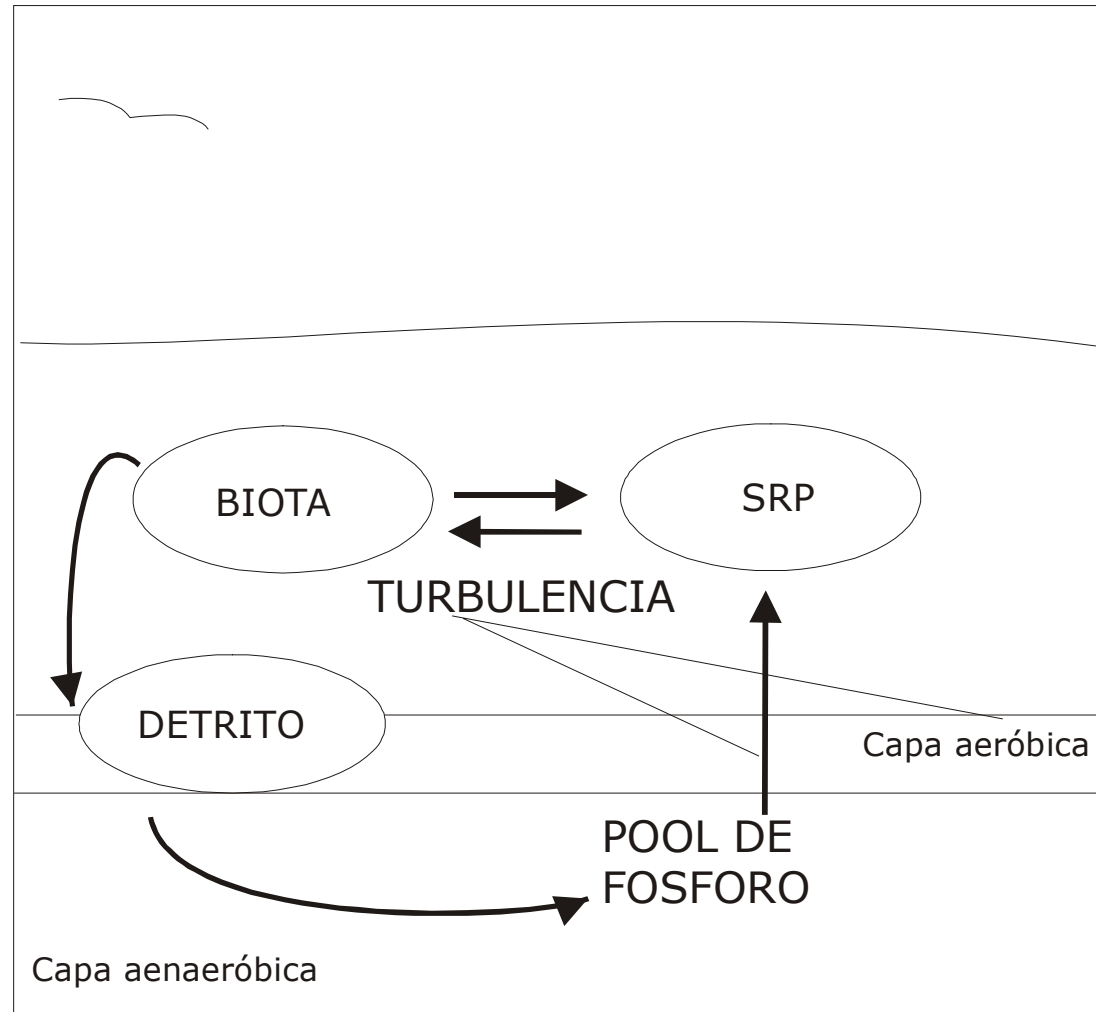 BIOTA
SRP
TURBULENCIA
DETRITO
Capa aeróbica
POOL DE
FOSFORO
Capa aenaeróbica